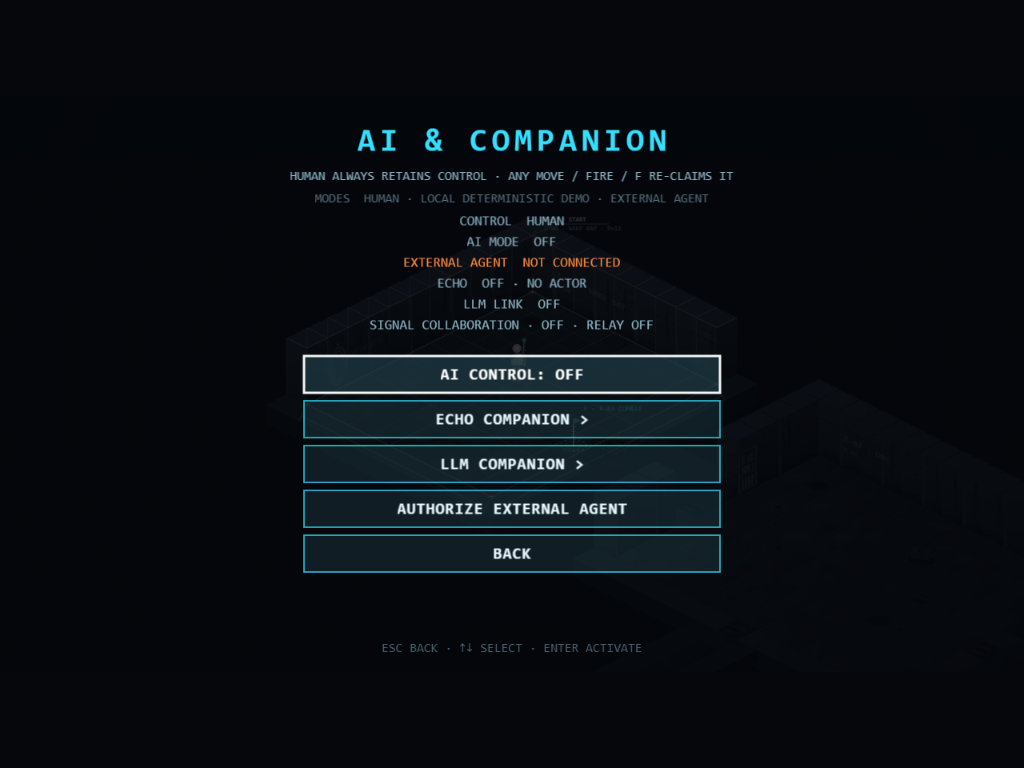 AI & COMPANION
HUMAN ALWAYS RETAINS CONTROL · ANY MOVE / FIRE / F RE-CLAIMS IT
MODES  HUMAN · LOCAL DETERMINISTIC DEMO · EXTERNAL AGENT
CONTROL  HUMAN
START
AI MODE  OFF
EXTERNAL AGENT  NOT CONNECTED
ECHO  OFF · NO ACTOR
LLM LINK  OFF
SIGNAL COLLABORATION · OFF · RELAY OFF
AI CONTROL: OFF
ECHO COMPANION >
LLM COMPANION >
AUTHORIZE EXTERNAL AGENT
BACK
ESC BACK · ↑↓ SELECT · ENTER ACTIVATE